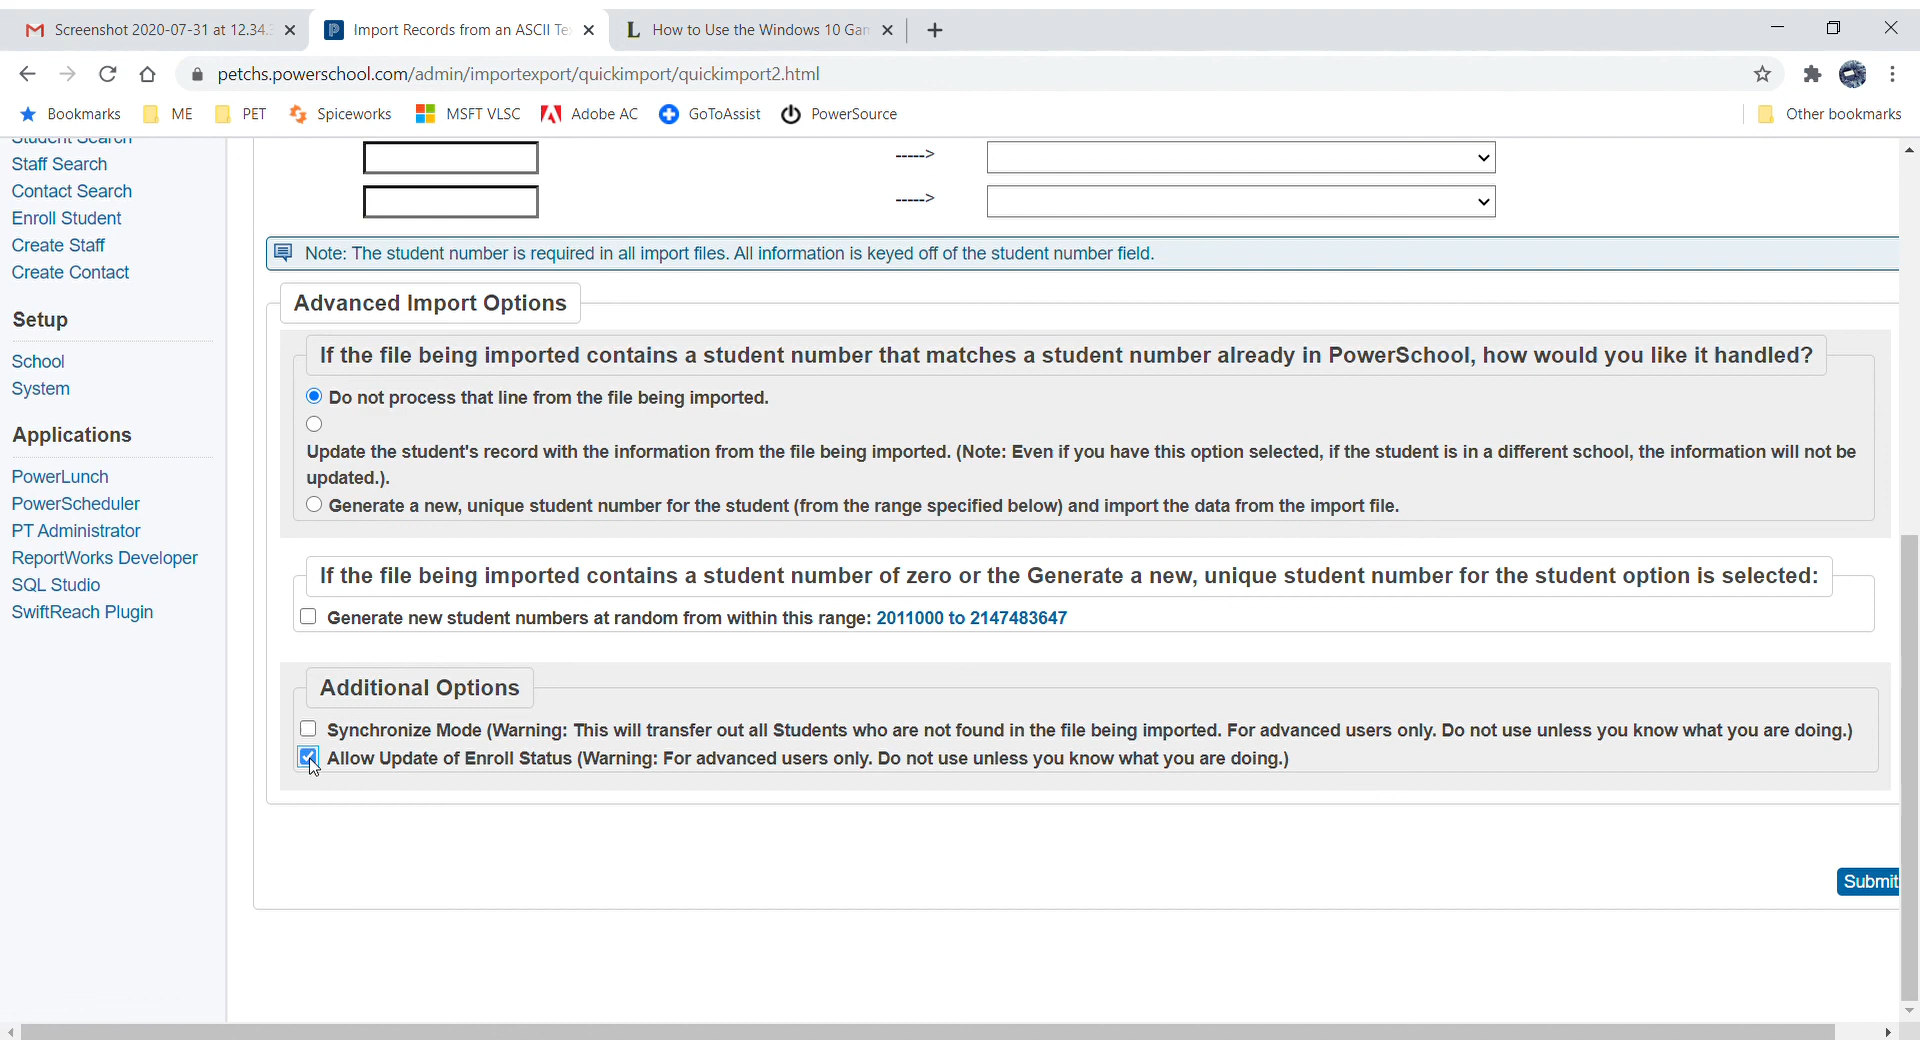 Screenshot 2020-07-31 at 12.34.
Import Records from an ASCII Te
How to Use the Windows 10 Gam
petchs.powerschool.com/admin/importexport/quickimport/quickimport2.html
Bookmarks ME PET Spiceworks MSFT VLSC Adobe AC GoToAssist PowerSource Other bookmarks
Student Search
Staff Search
Contact Search
Enroll Student
Create Staff
Create Contact
Setup
School
System
Applications
PowerLunch
PowerScheduler
PT Administrator
ReportWorks Developer
SQL Studio
SwiftReach Plugin
----->
----->
Note: The student number is required in all import files. All information is keyed off of the student number field.
Advanced Import Options
If the file being imported contains a student number that matches a student number already in PowerSchool, how would you like it handled?
Do not process that line from the file being imported.
Update the student's record with the information from the file being imported. (Note: Even if you have this option selected, if the student is in a different school, the information will not be
updated.).
Generate a new, unique student number for the student (from the range specified below) and import the data from the import file.
If the file being imported contains a student number of zero or the Generate a new, unique student number for the student option is selected:
Generate new student numbers at random from within this range: 2011000 to 2147483647
Additional Options
Synchronize Mode (Warning: This will transfer out all Students who are not found in the file being imported. For advanced users only. Do not use unless you know what you are doing.)
Allow Update of Enroll Status (Warning: For advanced users only. Do not use unless you know what you are doing.)
Submit